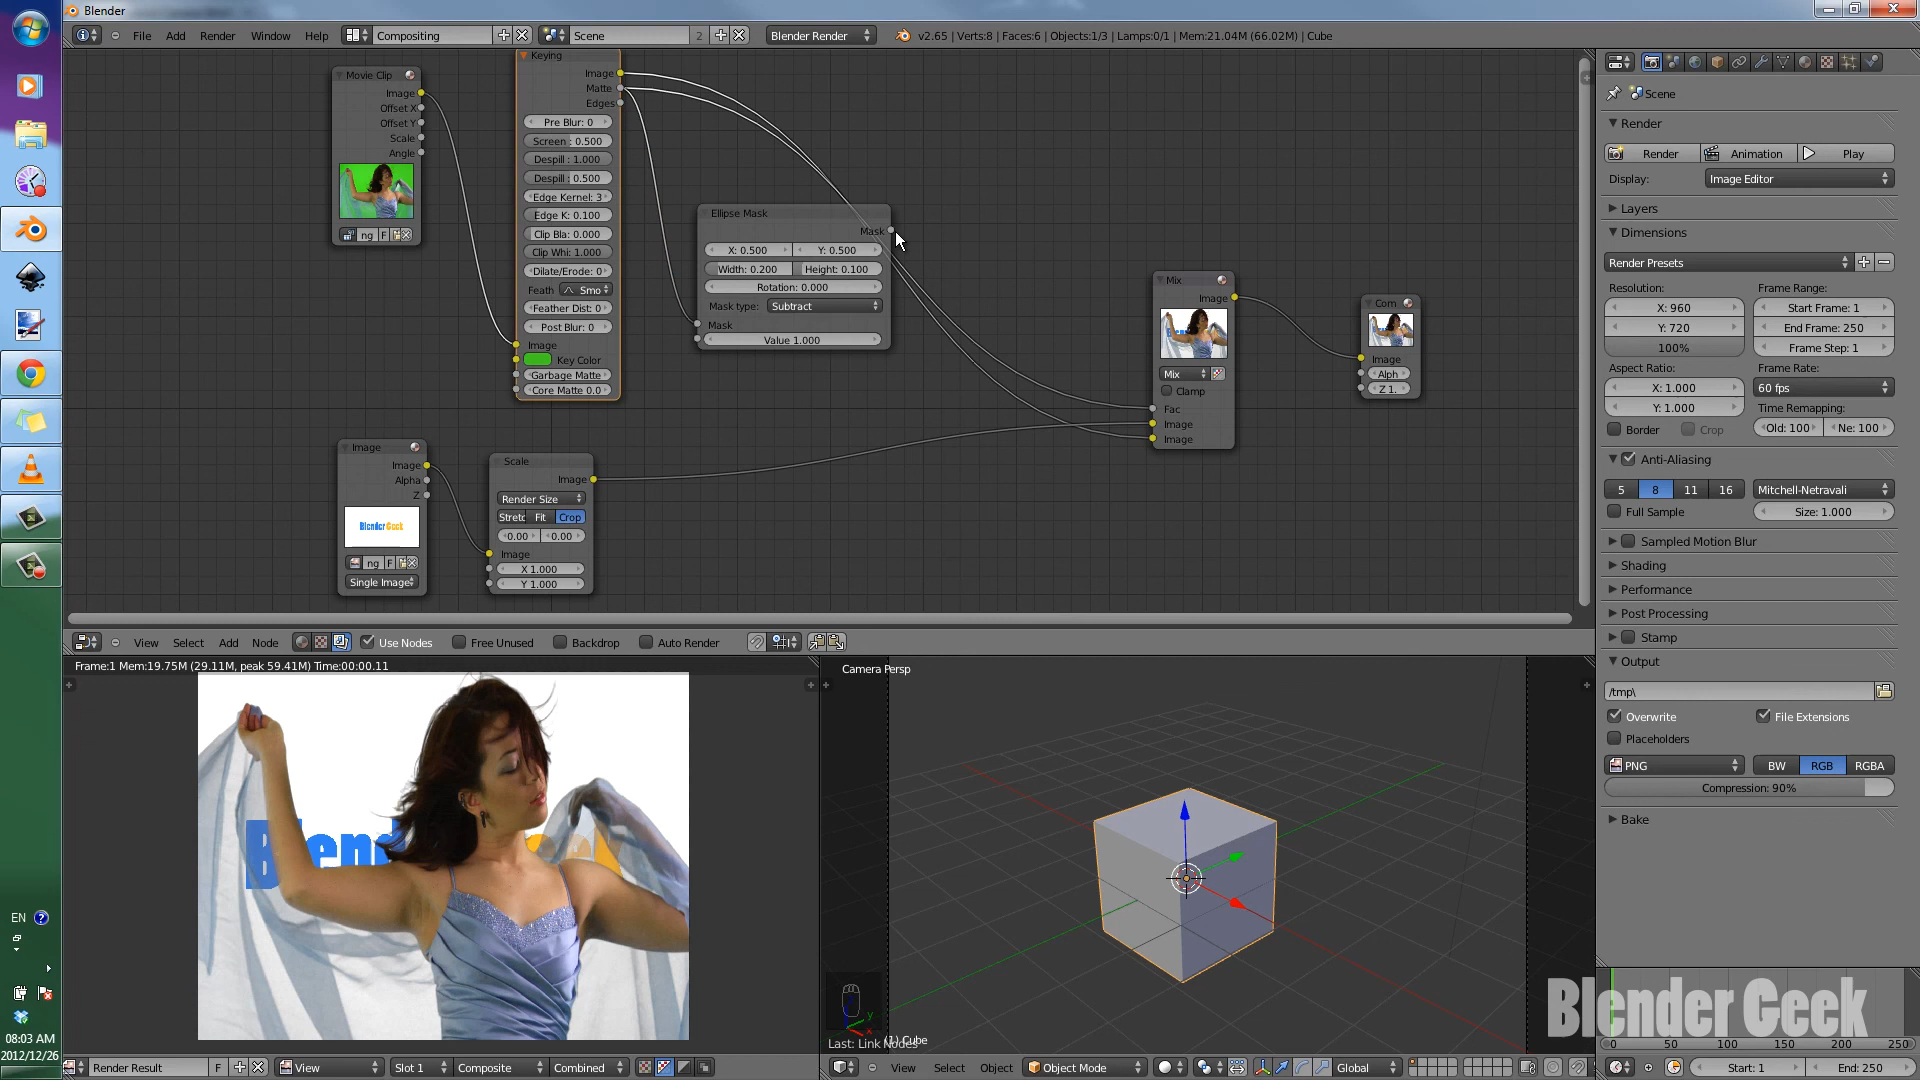 Blender
File Add Render Window Help Compositing Scene 2 Blender Render v2.65 | Verts:8 | Faces:6 | Objects:1/3 | Lamps:0/1 | Mem:21.04M (66.02M) | Cube
Movie Clip
Image
Offset X
Offset Y
Scale
Angle
ng F
Keying
Image
Matte
Edges
Pre Blur: 0
Screen : 0.500
Despill : 1.000
Despill : 0.500
Edge Kernel: 3
Edge K: 0.100
Clip Bla: 0.000
Clip Whi: 1.000
Dilate/Erode: 0
Feath Smo
Feather Dist: 0
Post Blur: 0
Image
Key Color
Garbage Matte
Core Matte 0.0
Ellipse Mask
Mask
X: 0.500 Y: 0.500
Width: 0.200 Height: 0.100
Rotation: 0.000
Mask type: Subtract
Mask
Value 1.000
Mix
Image
Mix
Clamp
Fac
Image
Image
Com
Image
Alph
Z 1.
Image
Image
Alpha
Z
Blender Geek
ng F
Single Image
Scale
Image
Render Size
Stretc Fit Crop
0.00 0.00
Image
X 1.000
Y 1.000
View Select Add Node Use Nodes Free Unused Backdrop Auto Render
Frame:1 Mem:19.75M (29.11M, peak 59.41M) Time:00:00.11
Blen eek
Render Result F View Slot 1 Composite Combined
Camera Persp
y
x
Last: Link Nodes
(1) Cube
View Select Object Object Mode Global
Scene
Render
Render Animation Play
Display: Image Editor
Layers
Dimensions
Render Presets
Resolution: Frame Range:
X: 960 Start Frame: 1
Y: 720 End Frame: 250
100% Frame Step: 1
Aspect Ratio: Frame Rate:
X: 1.000 60 fps
Y: 1.000 Time Remapping:
Border Crop Old: 100 Ne: 100
Anti-Aliasing
5 8 11 16 Mitchell-Netravali
Full Sample Size: 1.000
Sampled Motion Blur
Shading
Performance
Post Processing
Stamp
Output
/tmp\
Overwrite File Extensions
Placeholders
PNG BW RGB RGBA
Compression: 90%
Bake
Blender Geek
0 50 100 150 200 250
Start: 1 End: 250
EN
08:03 AM
2012/12/26